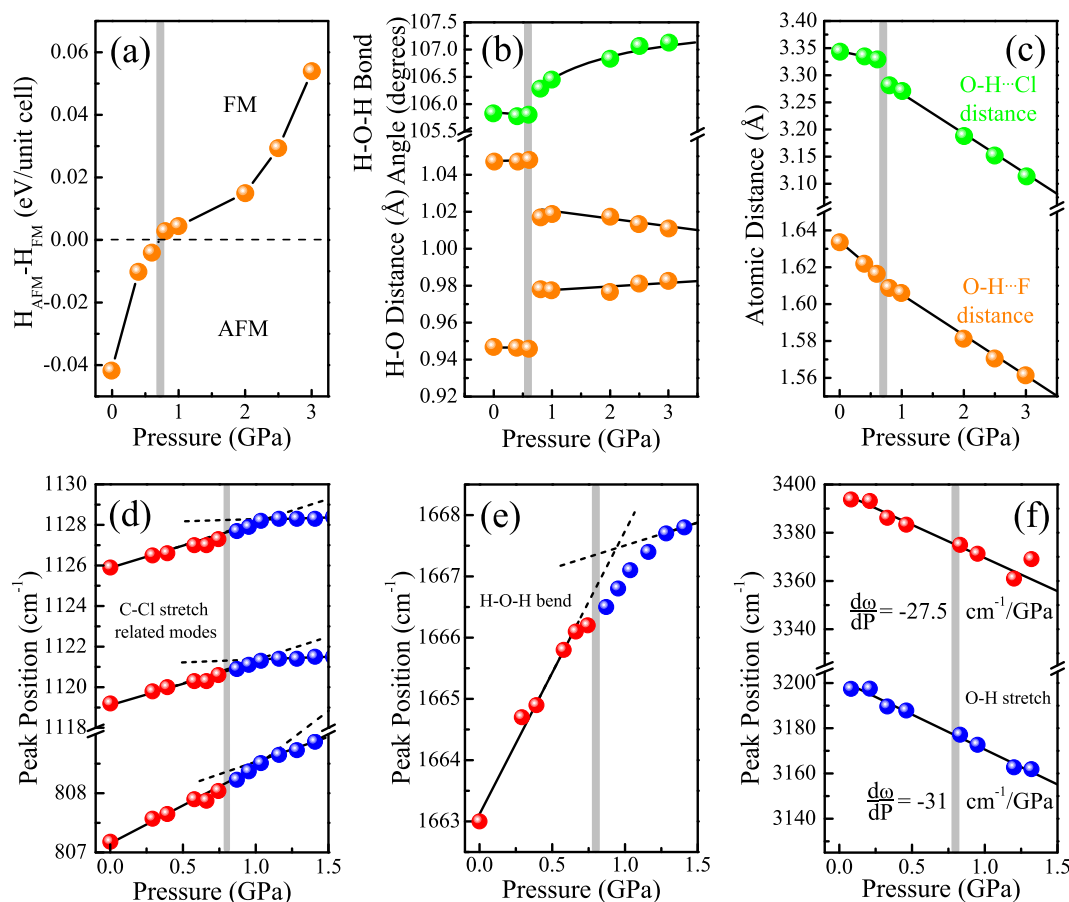 (a)
FM
AFM
H_AFM-H_FM (eV/unit cell)
0.06
0.04
0.02
0.00
-0.02
-0.04
0 1 2 3
Pressure (GPa)
(b)
H-O-H Bond
H-O Distance (Å) Angle (degrees)
107.5
107.0
106.5
106.0
105.5
1.04
1.02
1.00
0.98
0.96
0.94
0.92
0 1 2 3
Pressure (GPa)
(c)
O-H···Cl
distance
O-H···F
distance
Atomic Distance (Å)
3.40
3.35
3.30
3.25
3.20
3.15
3.10
1.64
1.62
1.60
1.58
1.56
0 1 2 3
Pressure (GPa)
(d)
C-Cl stretch
related modes
Peak Position (cm⁻¹)
1130
1128
1126
1124
1122
1120
1118
808
807
0.0 0.5 1.0 1.5
Pressure (GPa)
(e)
H-O-H bend
Peak Position (cm⁻¹)
1668
1667
1666
1665
1664
1663
0.0 0.5 1.0 1.5
Pressure (GPa)
(f)
dω/dP = -27.5 cm⁻¹/GPa
O-H stretch
dω/dP = -31 cm⁻¹/GPa
Peak Position (cm⁻¹)
3400
3380
3360
3340
3200
3180
3160
3140
0.0 0.5 1.0 1.5
Pressure (GPa)